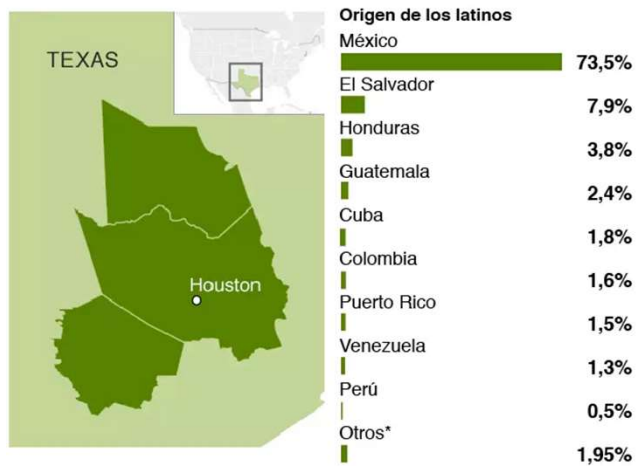 TEXAS
Houston
Origen de los latinos
México
73,5%
El Salvador
7,9%
Honduras
3,8%
Guatemala
2,4%
Cuba
1,8%
Colombia
1,6%
Puerto Rico
1,5%
Venezuela
1,3%
Perú
0,5%
Otros*
1,95%